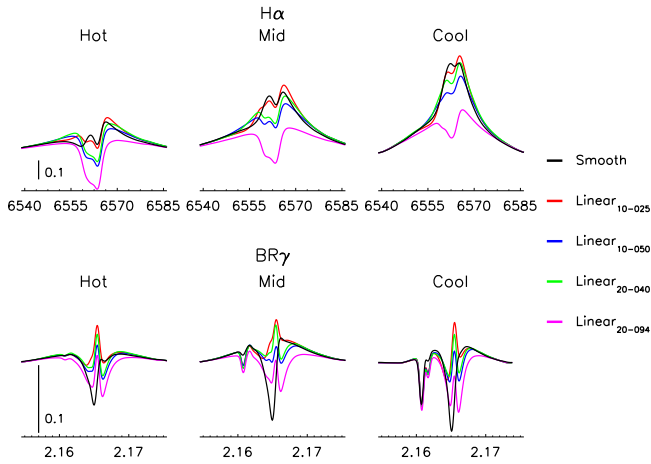 Hα
Hot Mid Cool
0.1
6540 6555 6570 6585 6540 6555 6570 6585 6540 6555 6570 6585
Smooth
Linear10−025
Linear10−050
Linear20−040
Linear20−094
BRγ
Hot Mid Cool
0.1
2.16 2.17 2.16 2.17 2.16 2.17